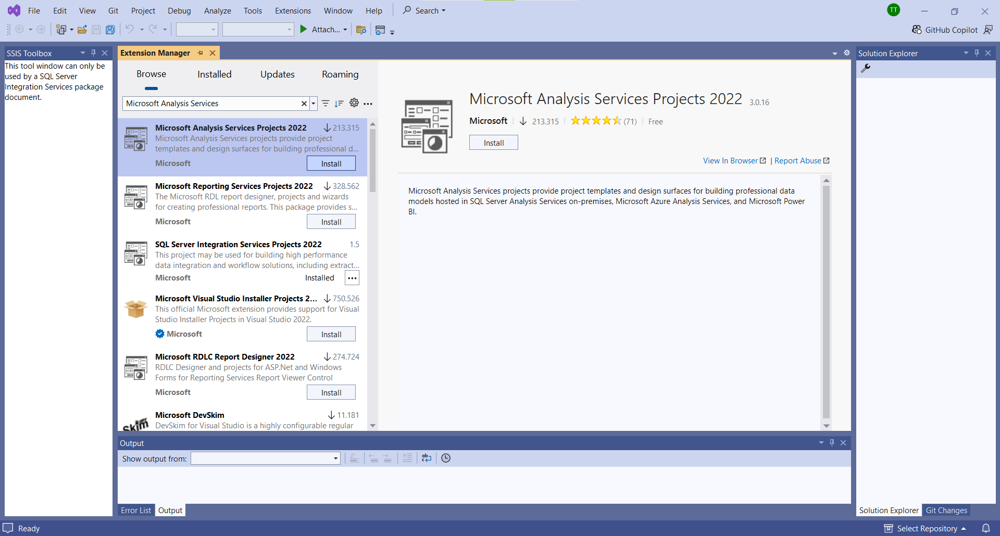 File Edit View Git Project Debug Analyze Tools Extensions Window Help Search TT
Attach... GitHub Copilot
SSIS Toolbox
This tool window can only be
used by a SQL Server
Integration Services package
document.
Extension Manager
Browse Installed Updates Roaming
Microsoft Analysis Services
Microsoft Analysis Services Projects 2022 213.315
Microsoft Analysis Services projects provide project
templates and design surfaces for building professional d...
Microsoft Install
Microsoft Reporting Services Projects 2022 328.562
The Microsoft RDL report designer, projects and wizards
for creating professional reports. This package provides s...
Microsoft Install
SQL Server Integration Services Projects 2022 1.5
This project may be used for building high performance
data integration and workflow solutions, including extract...
Microsoft Installed
Microsoft Visual Studio Installer Projects 2... 750.526
This official Microsoft extension provides support for Visual
Studio Installer Projects in Visual Studio 2022.
Microsoft Install
Microsoft RDLC Report Designer 2022 274.724
RDLC Designer and projects for ASP.Net and Windows
Forms for Reporting Services Report Viewer Control
Microsoft Install
Skim
Microsoft DevSkim 11.181
DevSkim for Visual Studio is a highly configurable regular
Microsoft Analysis Services Projects 2022 3.0.16
Microsoft 213.315 (71) Free
Install
View In Browser | Report Abuse
Microsoft Analysis Services projects provide project templates and design surfaces for building professional data
models hosted in SQL Server Analysis Services on-premises, Microsoft Azure Analysis Services, and Microsoft Power
BI.
Solution Explorer
Output
Show output from:
Error List Output
Solution Explorer Git Changes
Ready Select Repository